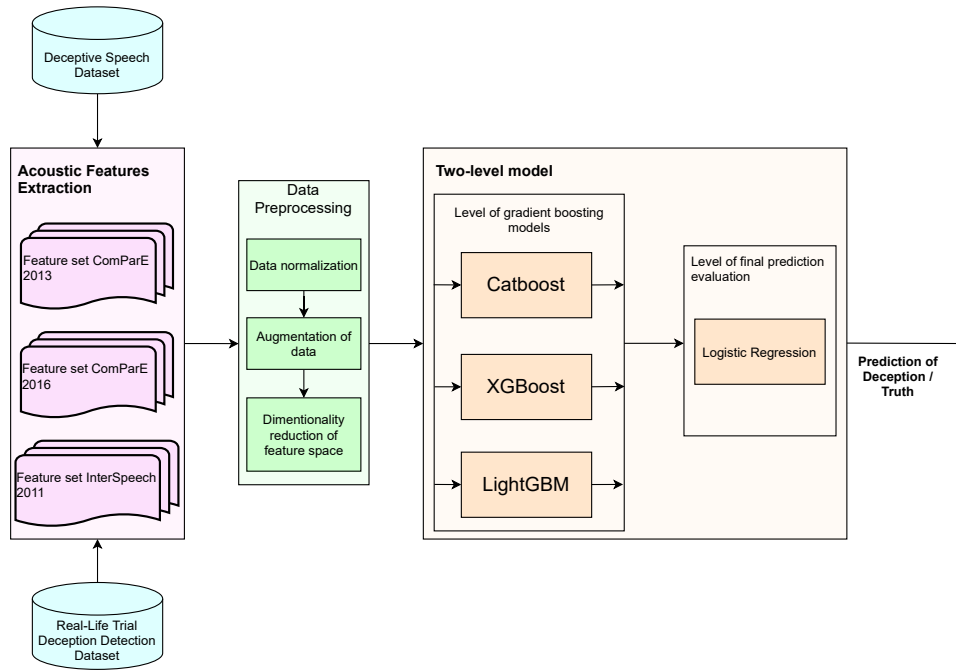 Deceptive Speech
Dataset
Acoustic Features
Extraction
Feature set ComParE
2013
Feature set ComParE
2016
Feature set InterSpeech
2011
Real-Life Trial
Deception Detection
Dataset
Data
Preprocessing
Data normalization
Augmentation of
data
Dimentionality
reduction of
feature space
Two-level model
Level of gradient boosting
models
Catboost
XGBoost
LightGBM
Level of final prediction
evaluation
Logistic Regression
Prediction of
Deception /
Truth